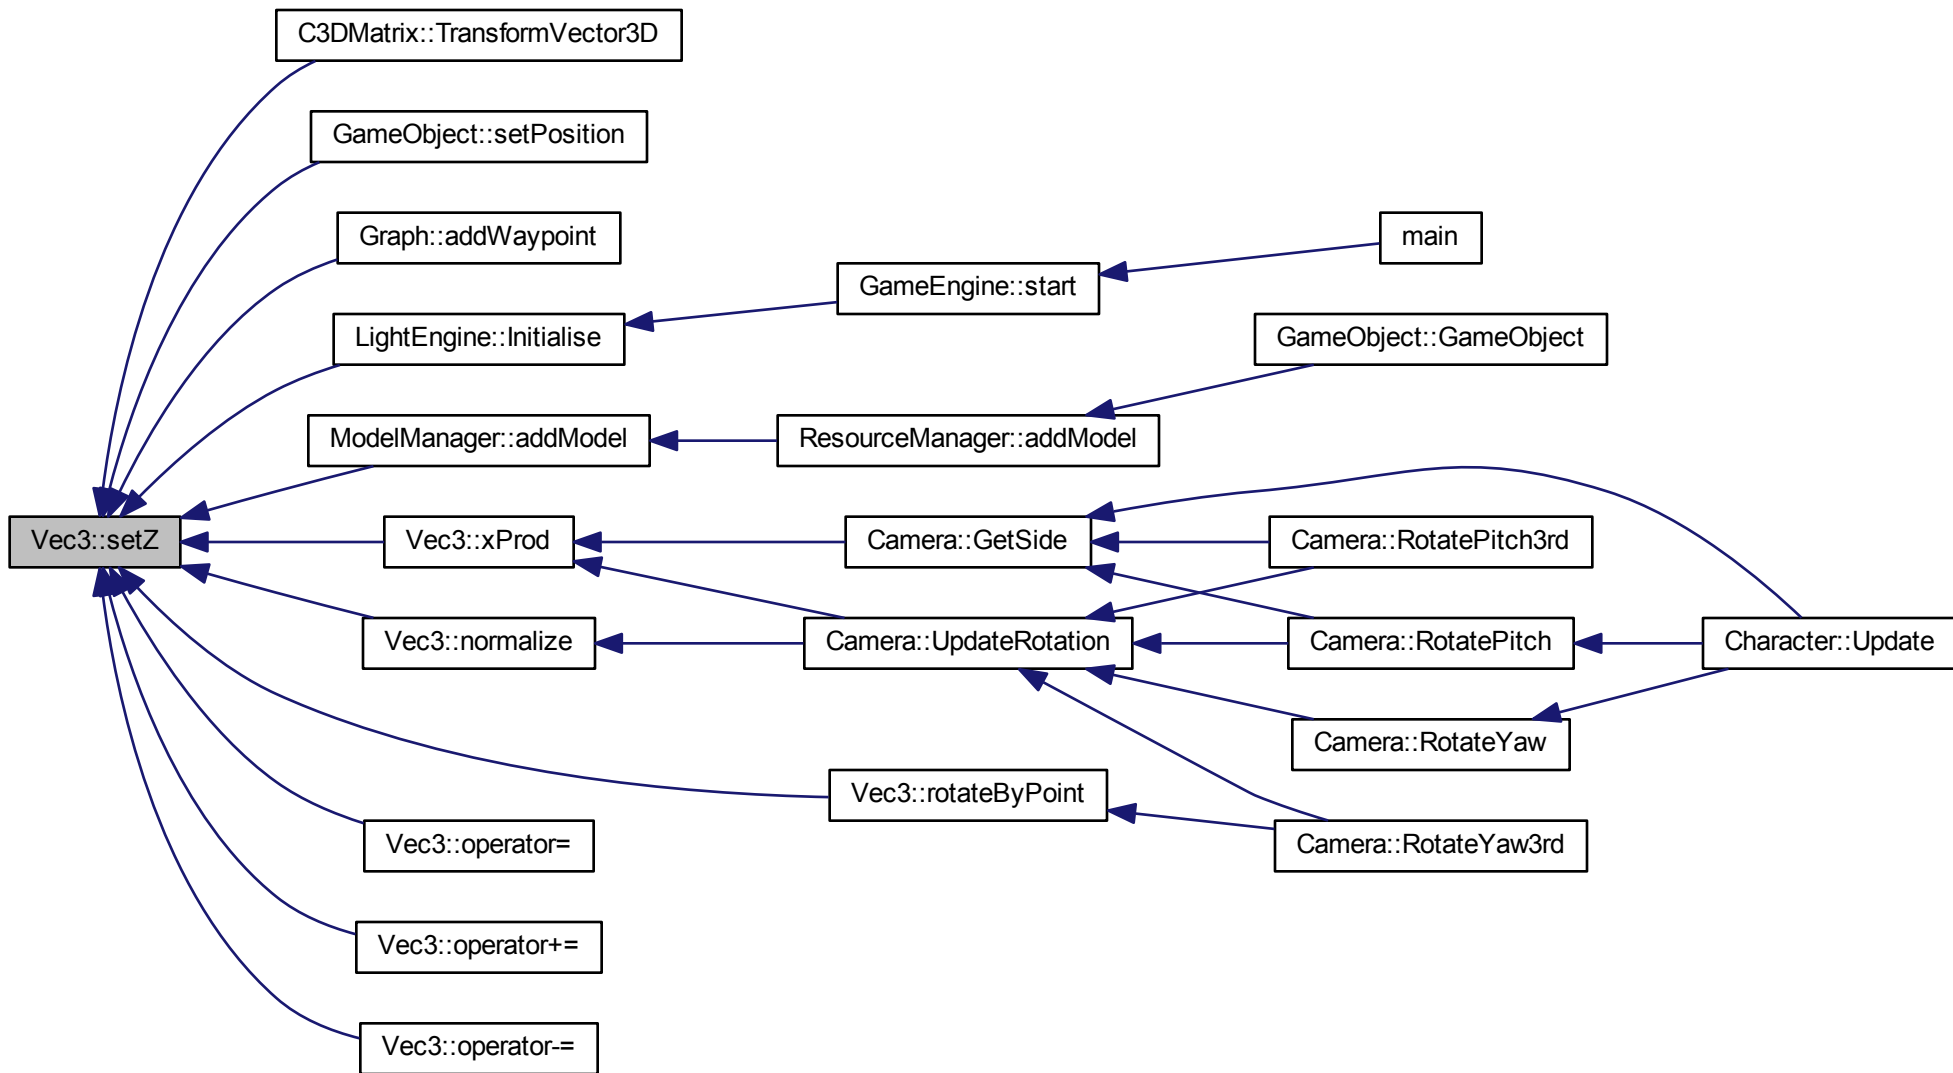 C3DMatrix::TransformVector3D
GameObject::setPosition
Graph::addWaypoint
main
GameEngine::start
LightEngine::Initialise
GameObject::GameObject
ModelManager::addModel
ResourceManager::addModel
Vec3::setZ
Vec3::xProd
Camera::GetSide
Camera::RotatePitch3rd
Vec3::normalize
Camera::UpdateRotation
Camera::RotatePitch
Character::Update
Camera::RotateYaw
Vec3::rotateByPoint
Vec3::operator=
Camera::RotateYaw3rd
Vec3::operator+=
Vec3::operator-=